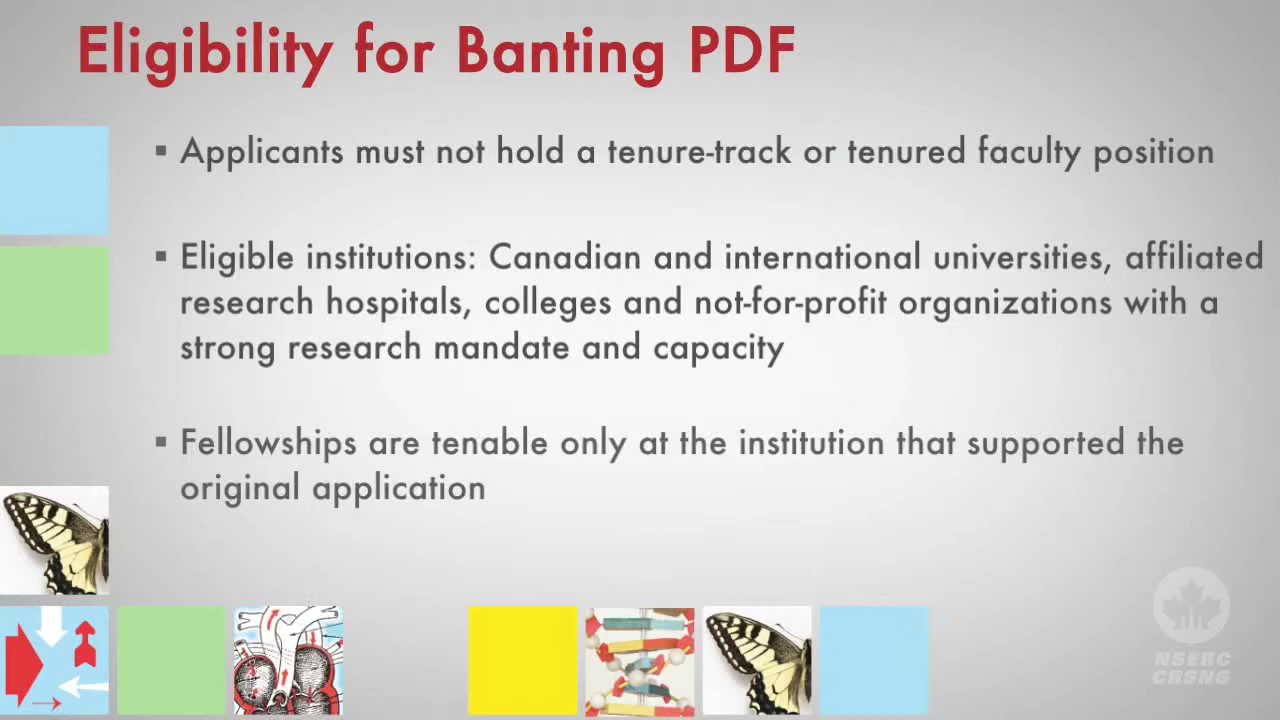 Eligibility for Banting PDF
▪ Applicants must not hold a tenure-track or tenured faculty position
▪ Eligible institutions: Canadian and international universities, affiliated
research hospitals, colleges and not-for-profit organizations with a
strong research mandate and capacity
▪ Fellowships are tenable only at the institution that supported the
original application
NSERC
CRSNG